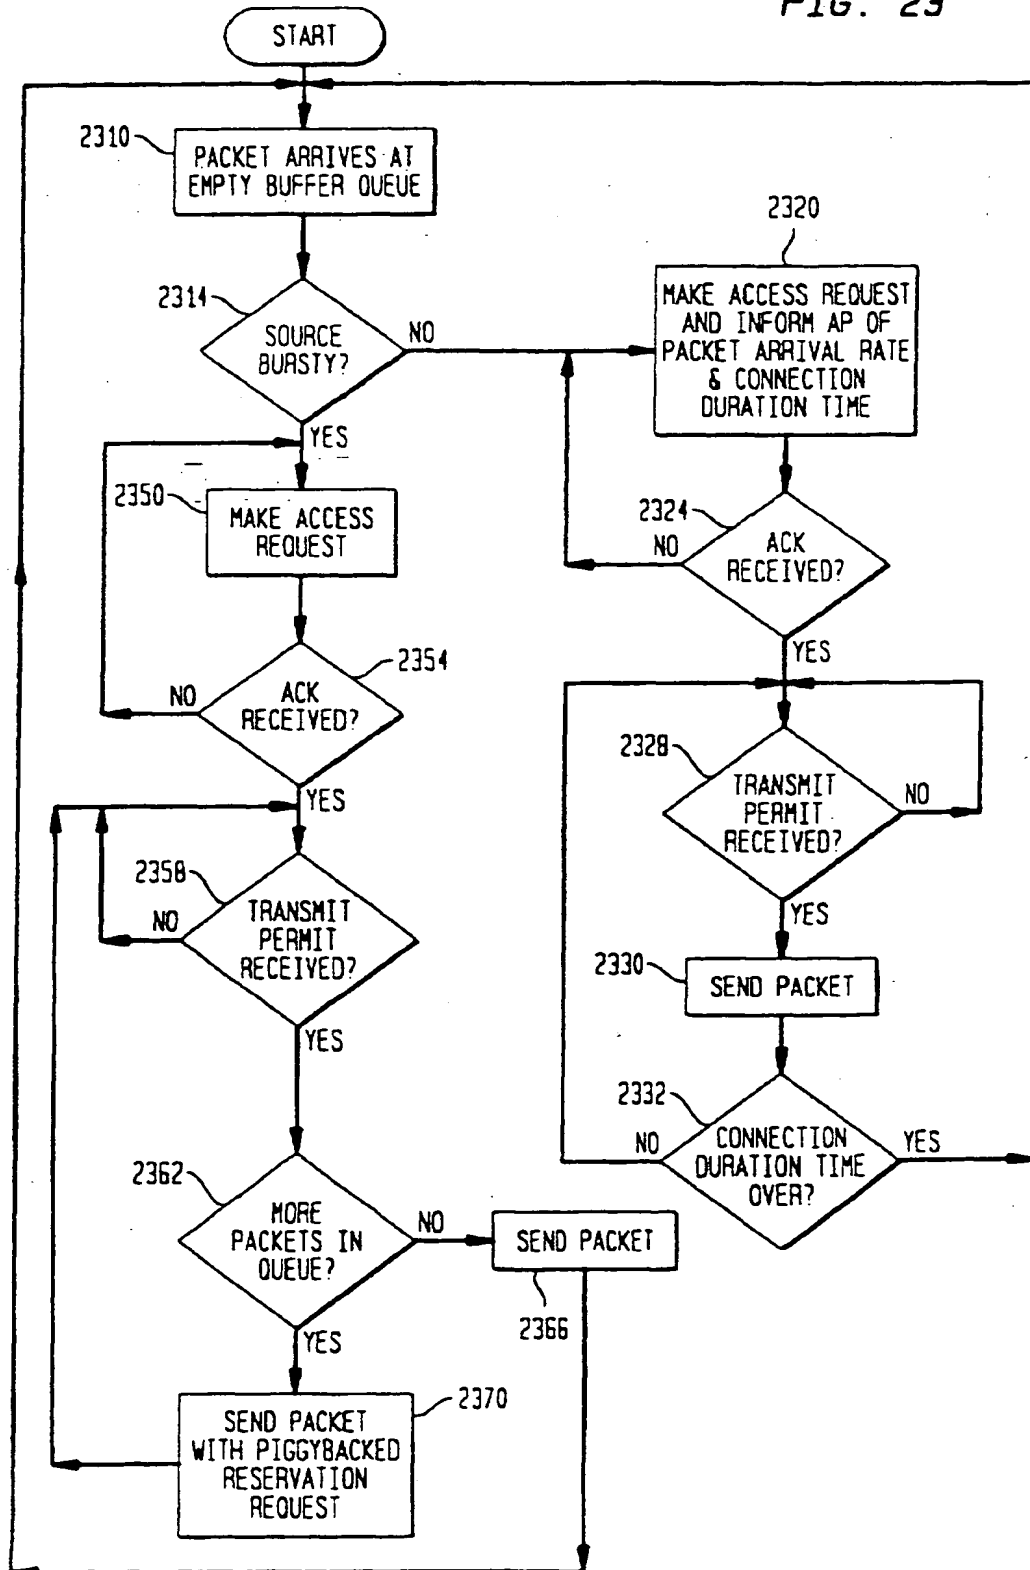 FIG. 23
START
2310
PACKET ARRIVES AT
EMPTY BUFFER QUEUE
2314
SOURCE
BURSTY?
NO
YES
2320
MAKE ACCESS REQUEST
AND INFORM AP OF
PACKET ARRIVAL RATE
& CONNECTION
DURATION TIME
2324
ACK
RECEIVED?
NO
YES
2328
TRANSMIT
PERMIT
RECEIVED?
NO
YES
2330
SEND PACKET
2332
CONNECTION
DURATION TIME
OVER?
NO
YES
2350
MAKE ACCESS
REQUEST
2354
ACK
RECEIVED?
NO
YES
2358
TRANSMIT
PERMIT
RECEIVED?
NO
YES
2362
MORE
PACKETS IN
QUEUE?
NO
YES
SEND PACKET
2366
2370
SEND PACKET
WITH PIGGYBACKED
RESERVATION
REQUEST